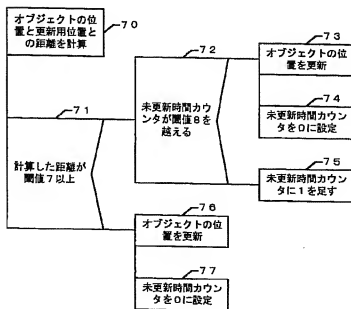 70
オブジェクトの位
置と更新用位置と
の距離を計算
71
計算した距離が
閾値7以上
72
未更新時間カウン
タが閾値8を
越える
73
オブジェクトの位
置を更新
74
未更新時間カウン
タを0に設定
75
未更新時間カウン
タに1を足す
76
オブジェクトの位
置を更新
77
未更新時間カウン
タを0に設定